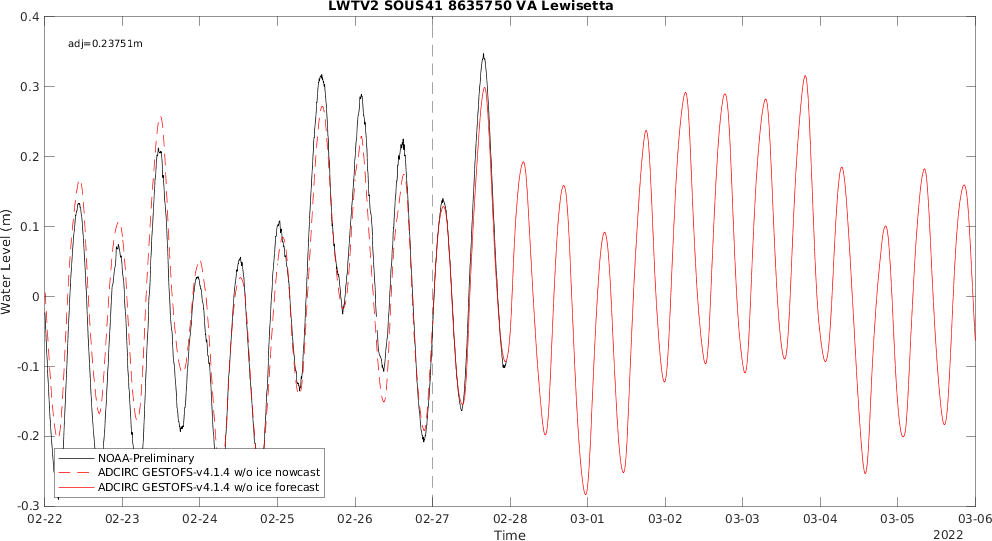 LWTV2 SOUS41 8635750 VA Lewisetta
adj=0.23751m
0.4
0.3
0.2
0.1
0
-0.1
-0.2
-0.3
Water Level (m)
NOAA-Preliminary
ADCIRC GESTOFS-v4.1.4 w/o ice nowcast
ADCIRC GESTOFS-v4.1.4 w/o ice forecast
02-22 02-23 02-24 02-25 02-26 02-27 02-28 03-01 03-02 03-03 03-04 03-05 03-06
Time
2022